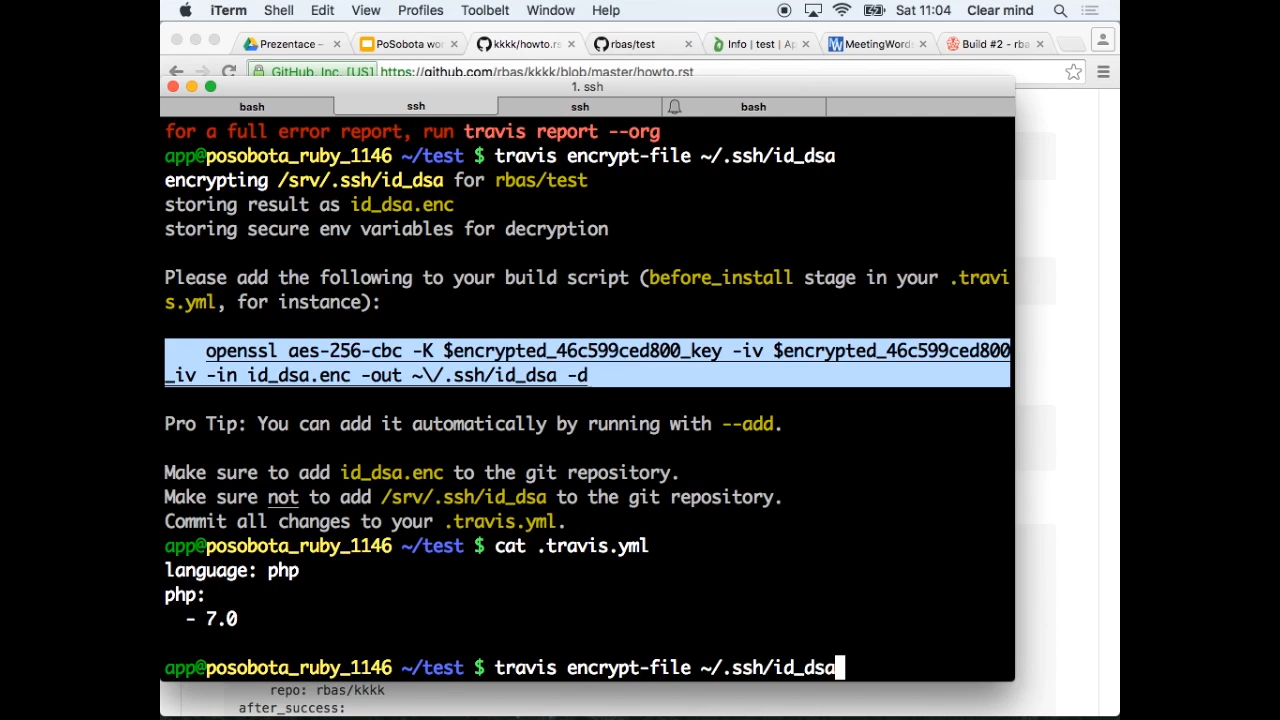 iTerm Shell Edit View Profiles Toolbelt Window Help Sat 11:04 Clear mind
Prezentace – PoSobota wo kkkk/howto.rs rbas/test Info | test | Ap MeetingWords Build #2 - rba
GitHub, Inc. [US] https://github.com/rbas/kkkk/blob/master/howto.rst
1. ssh
bash ssh ssh bash
for a full error report, run travis report --org
app@posobota_ruby_1146 ~/test $ travis encrypt-file ~/.ssh/id_dsa
encrypting /srv/.ssh/id_dsa for rbas/test
storing result as id_dsa.enc
storing secure env variables for decryption
Please add the following to your build script (before_install stage in your .travi
s.yml, for instance):
openssl aes-256-cbc -K $encrypted_46c599ced800_key -iv $encrypted_46c599ced800
_iv -in id_dsa.enc -out ~\/.ssh/id_dsa -d
Pro Tip: You can add it automatically by running with --add.
Make sure to add id_dsa.enc to the git repository.
Make sure not to add /srv/.ssh/id_dsa to the git repository.
Commit all changes to your .travis.yml.
app@posobota_ruby_1146 ~/test $ cat .travis.yml
language: php
php:
- 7.0
app@posobota_ruby_1146 ~/test $ travis encrypt-file ~/.ssh/id_dsa
repo: rbas/kkkk
after_success: